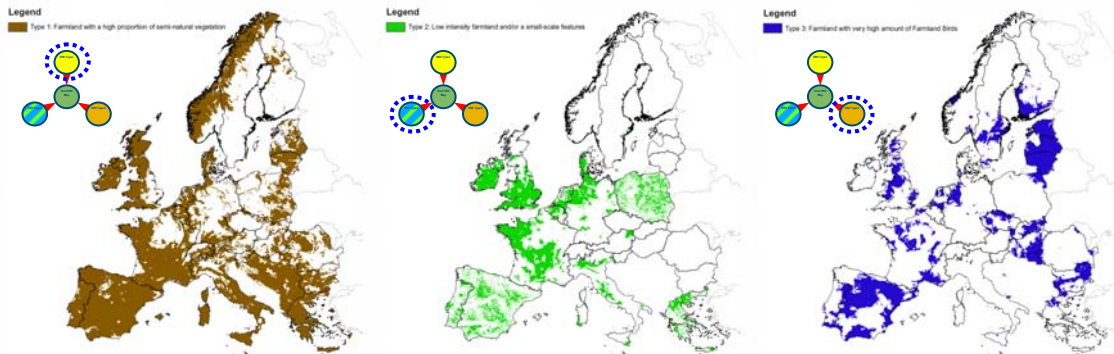 Legend
Type 1: Farmland with a high proportion of semi-natural vegetation
Legend
Type 2: Low intensity farmland and/or a small-scale features
Legend
Type 3: Farmland with very high amount of Farmland Birds